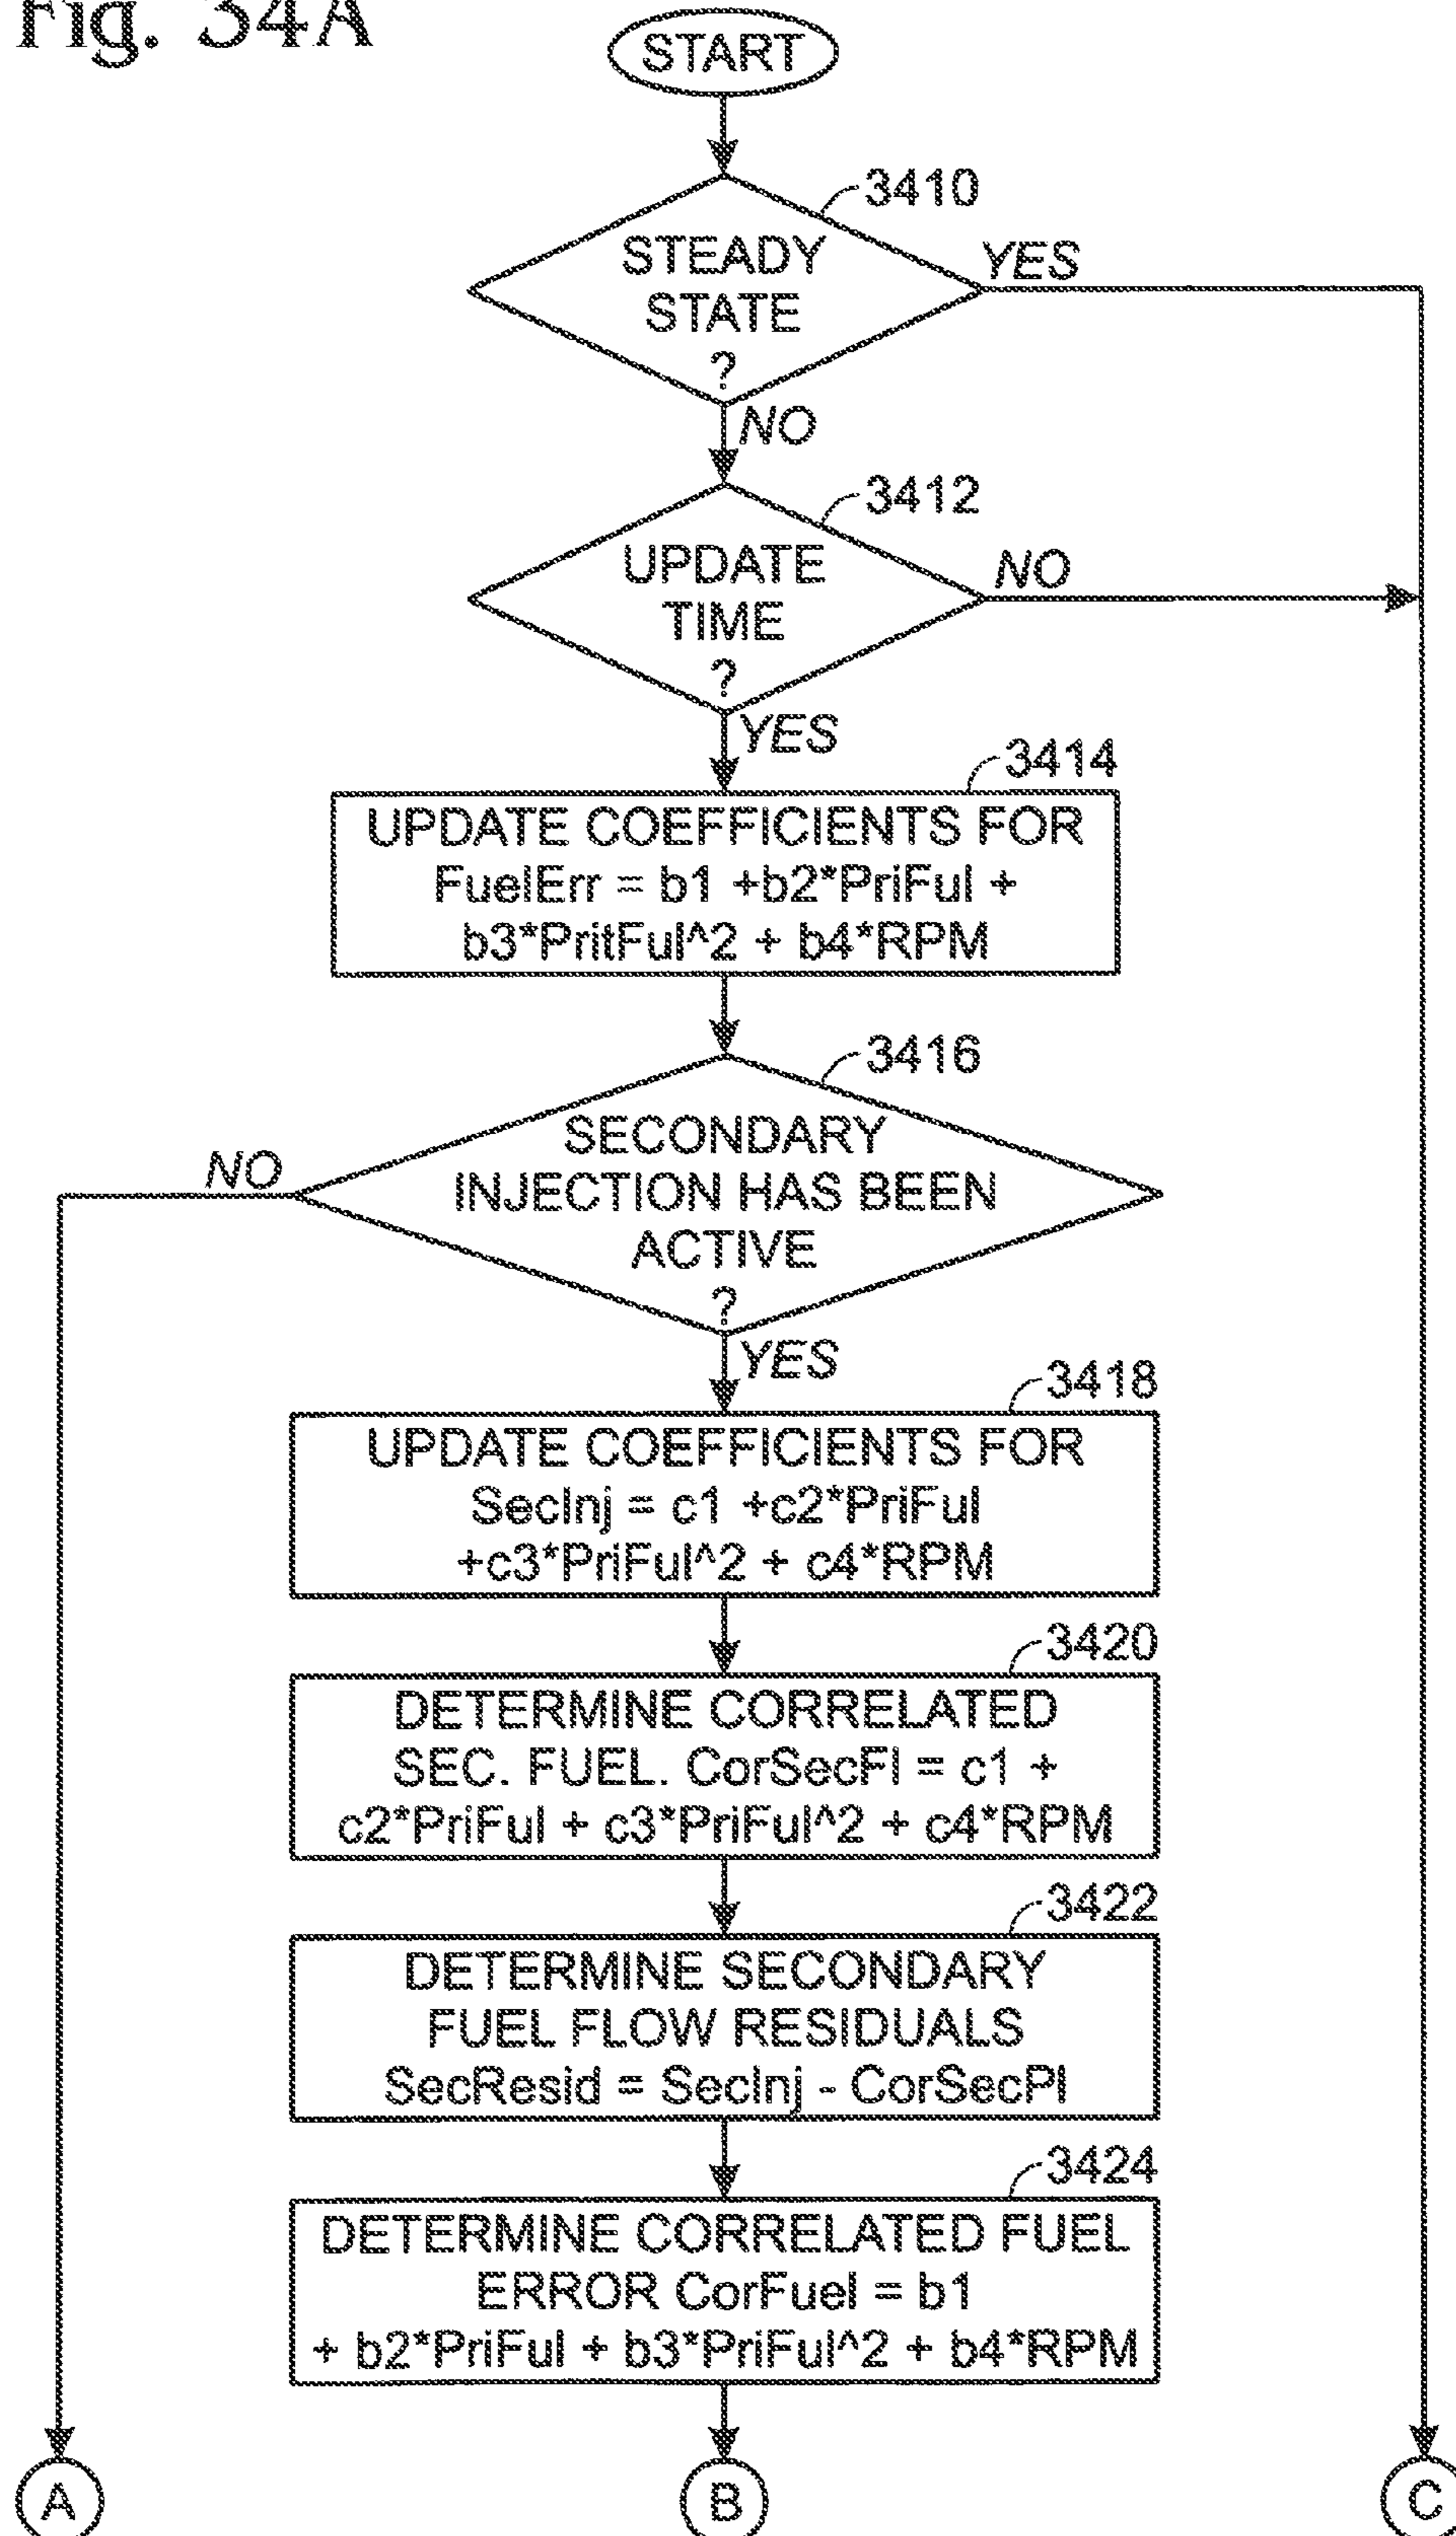 Fig. 34A
START
3410
STEADY
STATE
?
YES
NO
3412
UPDATE
TIME
?
NO
YES
3414
UPDATE COEFFICIENTS FOR
FuelErr = b1 +b2*PriFul +
b3*PritFul^2 + b4*RPM
3416
SECONDARY
INJECTION HAS BEEN
ACTIVE
?
NO
YES
3418
UPDATE COEFFICIENTS FOR
SecInj = c1 +c2*PriFul
+c3*PriFul^2 + c4*RPM
3420
DETERMINE CORRELATED
SEC. FUEL. CorSecFl = c1 +
c2*PriFul + c3*PriFul^2 + c4*RPM
3422
DETERMINE SECONDARY
FUEL FLOW RESIDUALS
SecResid = SecInj - CorSecPl
3424
DETERMINE CORRELATED FUEL
ERROR CorFuel = b1
+ b2*PriFul + b3*PriFul^2 + b4*RPM
A
B
C